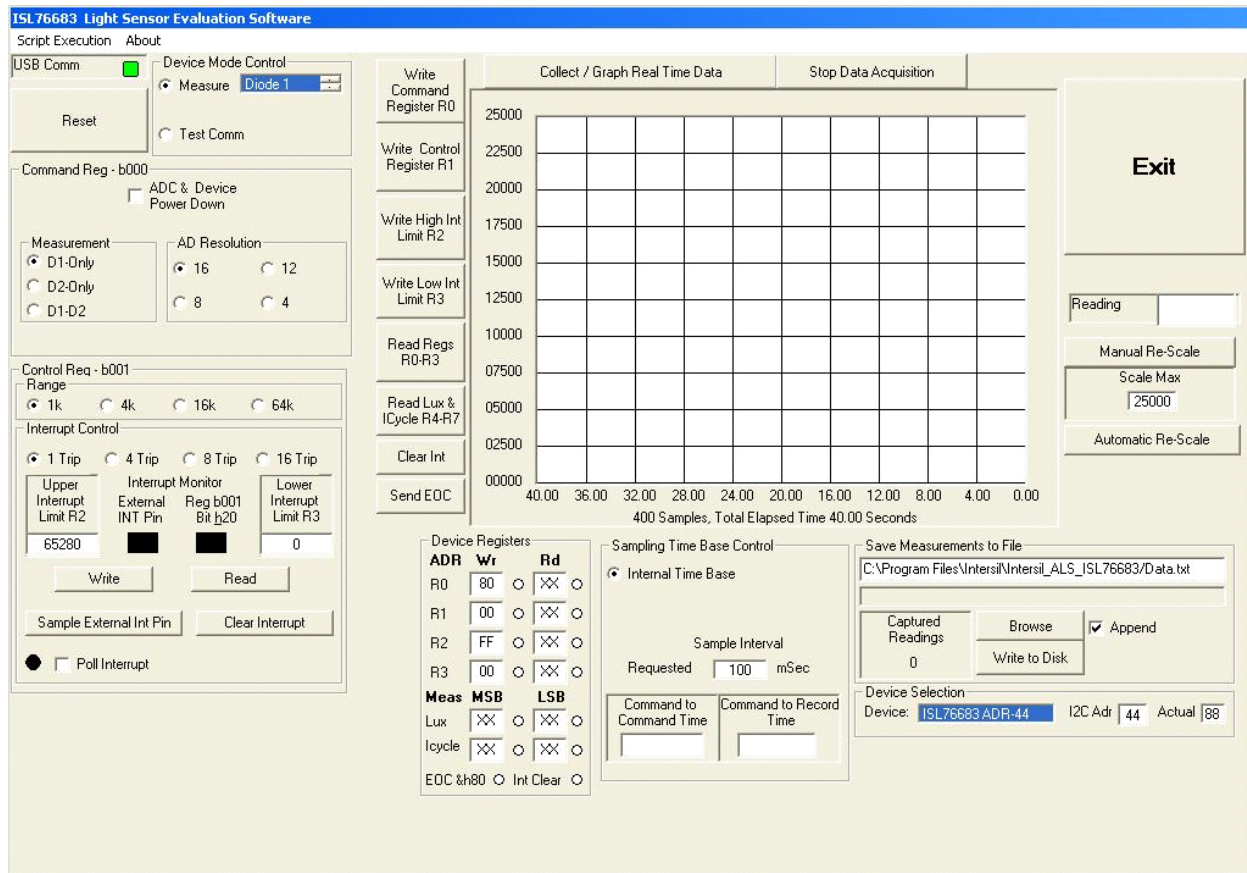 ISL76683 Light Sensor Evaluation Software
Script Execution About
USB Comm
Reset
Device Mode Control
Measure Diode 1
Test Comm
Command Reg - b000
ADC & Device
Power Down
Measurement
D1-Only
D2-Only
D1-D2
AD Resolution
16 12
8 4
Control Reg - b001
Range
1k 4k 16k 64k
Interrupt Control
1 Trip 4 Trip 8 Trip 16 Trip
Upper
Interrupt
Limit R2
65280
Interrupt Monitor
External
INT Pin
Reg b001
Bit h20
Lower
Interrupt
Limit R3
0
Write Read
Sample External Int Pin Clear Interrupt
Poll Interrupt
Write
Command
Register R0
Write Control
Register R1
Write High Int
Limit R2
Write Low Int
Limit R3
Read Regs
R0-R3
Read Lux &
ICycle R4-R7
Clear Int
Send EOC
Collect / Graph Real Time Data Stop Data Acquisition
25000
22500
20000
17500
15000
12500
10000
07500
05000
02500
00000
40.00 36.00 32.00 28.00 24.00 20.00 16.00 12.00 8.00 4.00 0.00
400 Samples, Total Elapsed Time 40.00 Seconds
Exit
Reading
Manual Re-Scale
Scale Max
25000
Automatic Re-Scale
Device Registers
ADR Wr Rd
R0 80 XX
R1 00 XX
R2 FF XX
R3 00 XX
Meas MSB LSB
Lux XX XX
Icycle XX XX
EOC &h80 Int Clear
Sampling Time Base Control
Internal Time Base
Sample Interval
Requested 100 mSec
Command to
Command Time
Command to Record
Time
Save Measurements to File
C:\Program Files\Intersil\Intersil_ALS_ISL76683/Data.txt
Captured
Readings
0
Browse
Write to Disk
Append
Device Selection
Device: ISL76683 ADR-44 I2C Adr 44 Actual 88